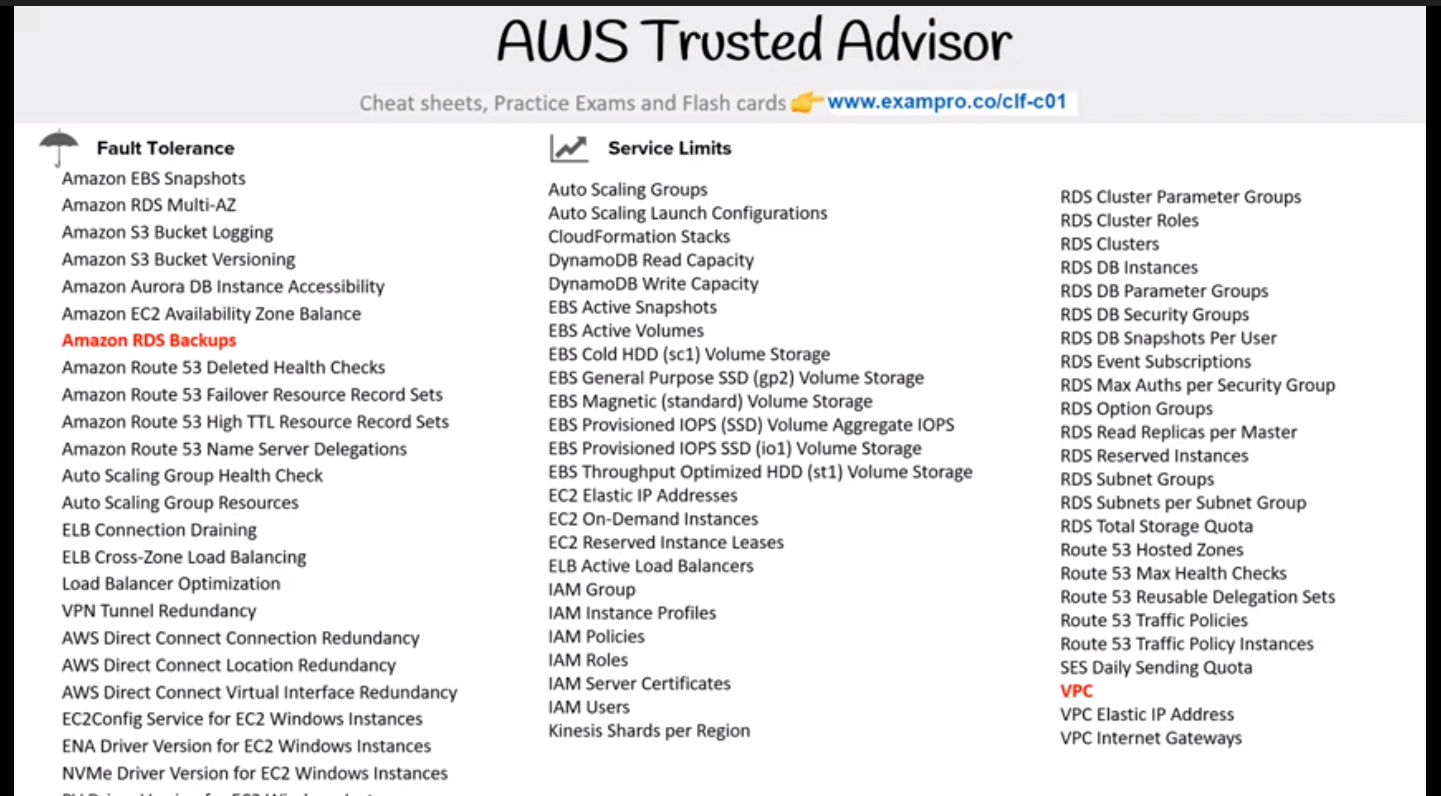 AWS Trusted Advisor
Cheat sheets, Practice Exams and Flash cards 👉 www.exampro.co/clf-c01
Fault Tolerance
Amazon EBS Snapshots
Amazon RDS Multi-AZ
Amazon S3 Bucket Logging
Amazon S3 Bucket Versioning
Amazon Aurora DB Instance Accessibility
Amazon EC2 Availability Zone Balance
Amazon RDS Backups
Amazon Route 53 Deleted Health Checks
Amazon Route 53 Failover Resource Record Sets
Amazon Route 53 High TTL Resource Record Sets
Amazon Route 53 Name Server Delegations
Auto Scaling Group Health Check
Auto Scaling Group Resources
ELB Connection Draining
ELB Cross-Zone Load Balancing
Load Balancer Optimization
VPN Tunnel Redundancy
AWS Direct Connect Connection Redundancy
AWS Direct Connect Location Redundancy
AWS Direct Connect Virtual Interface Redundancy
EC2Config Service for EC2 Windows Instances
ENA Driver Version for EC2 Windows Instances
NVMe Driver Version for EC2 Windows Instances
Service Limits
Auto Scaling Groups
Auto Scaling Launch Configurations
CloudFormation Stacks
DynamoDB Read Capacity
DynamoDB Write Capacity
EBS Active Snapshots
EBS Active Volumes
EBS Cold HDD (sc1) Volume Storage
EBS General Purpose SSD (gp2) Volume Storage
EBS Magnetic (standard) Volume Storage
EBS Provisioned IOPS (SSD) Volume Aggregate IOPS
EBS Provisioned IOPS SSD (io1) Volume Storage
EBS Throughput Optimized HDD (st1) Volume Storage
EC2 Elastic IP Addresses
EC2 On-Demand Instances
EC2 Reserved Instance Leases
ELB Active Load Balancers
IAM Group
IAM Instance Profiles
IAM Policies
IAM Roles
IAM Server Certificates
IAM Users
Kinesis Shards per Region
RDS Cluster Parameter Groups
RDS Cluster Roles
RDS Clusters
RDS DB Instances
RDS DB Parameter Groups
RDS DB Security Groups
RDS DB Snapshots Per User
RDS Event Subscriptions
RDS Max Auths per Security Group
RDS Option Groups
RDS Read Replicas per Master
RDS Reserved Instances
RDS Subnet Groups
RDS Subnets per Subnet Group
RDS Total Storage Quota
Route 53 Hosted Zones
Route 53 Max Health Checks
Route 53 Reusable Delegation Sets
Route 53 Traffic Policies
Route 53 Traffic Policy Instances
SES Daily Sending Quota
VPC
VPC Elastic IP Address
VPC Internet Gateways